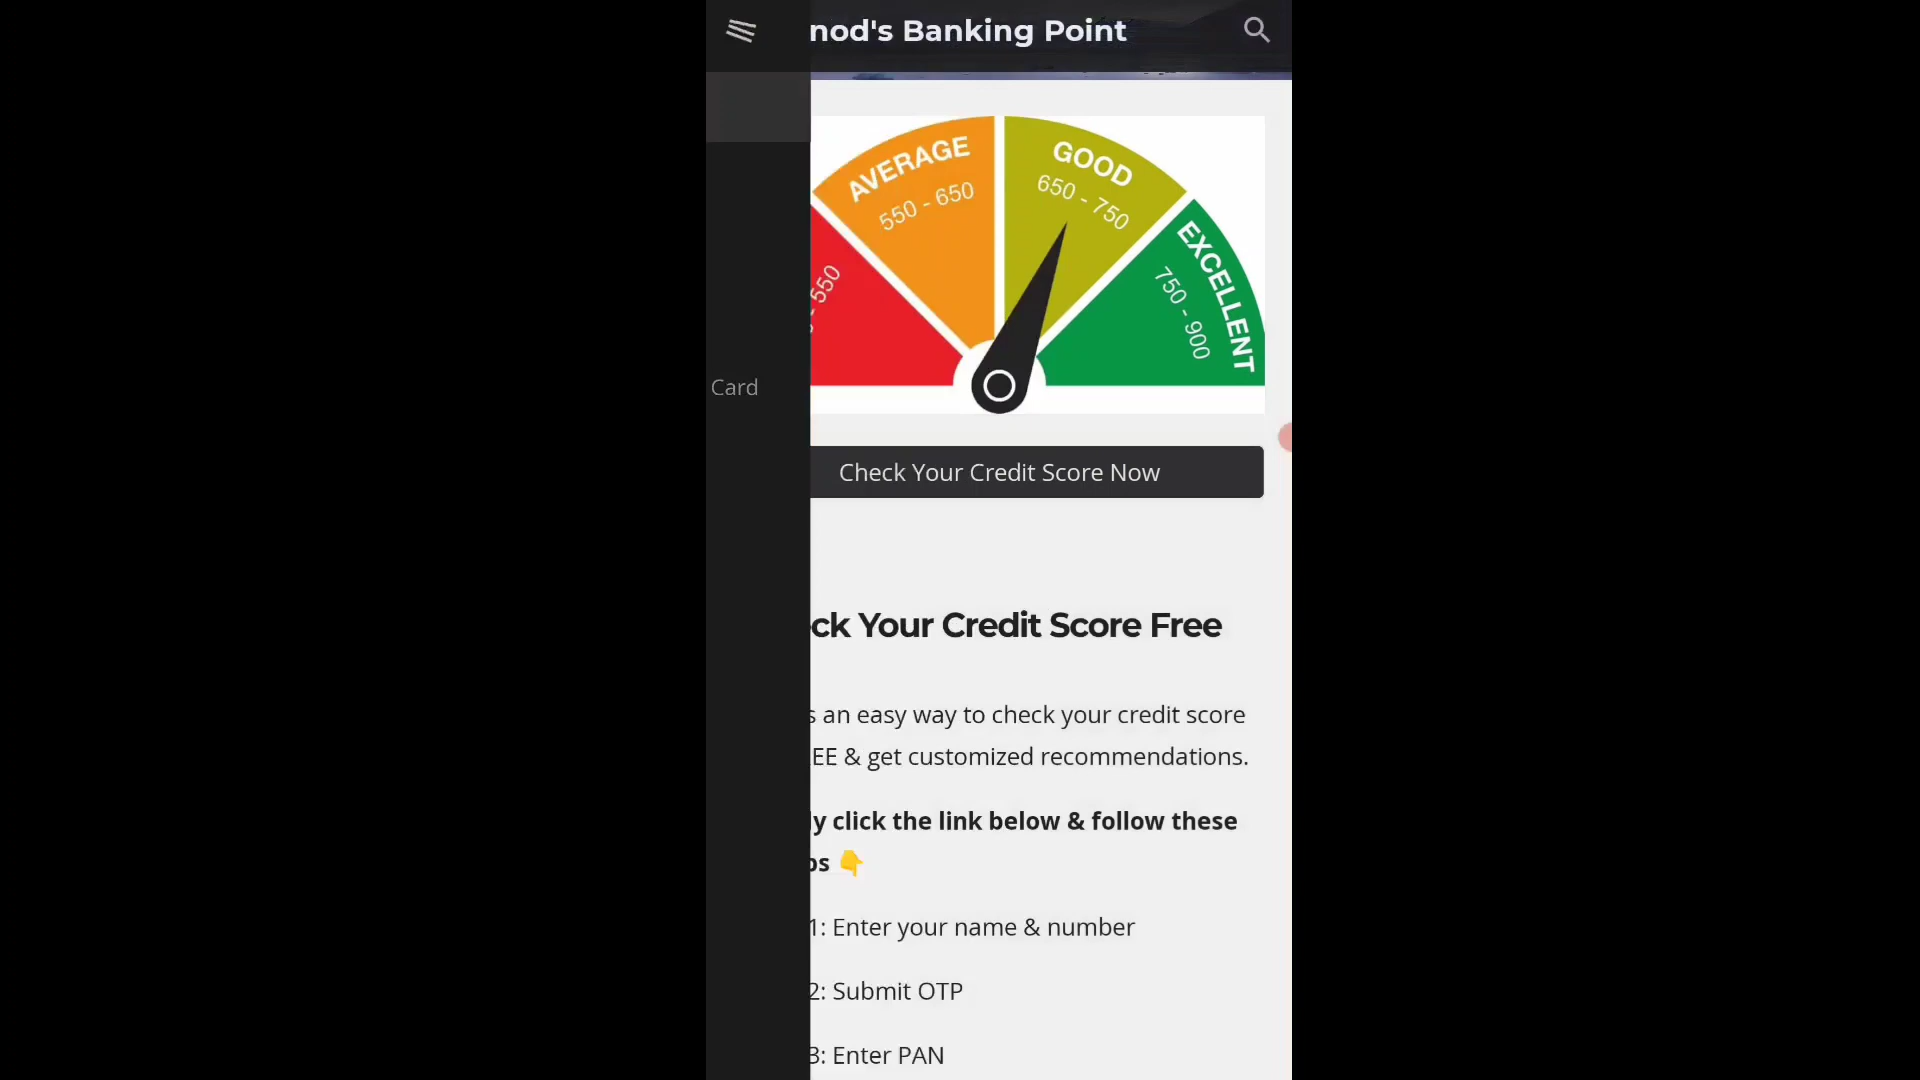 nod's Banking Point
AVERAGE
550 - 650
GOOD
650 - 750
EXCELLENT
750 - 900
- 550
Card
Check Your Credit Score Now
ck Your Credit Score Free
s an easy way to check your credit score
EE & get customized recommendations.
ly click the link below & follow these
ps 👇
1: Enter your name & number
2: Submit OTP
3: Enter PAN